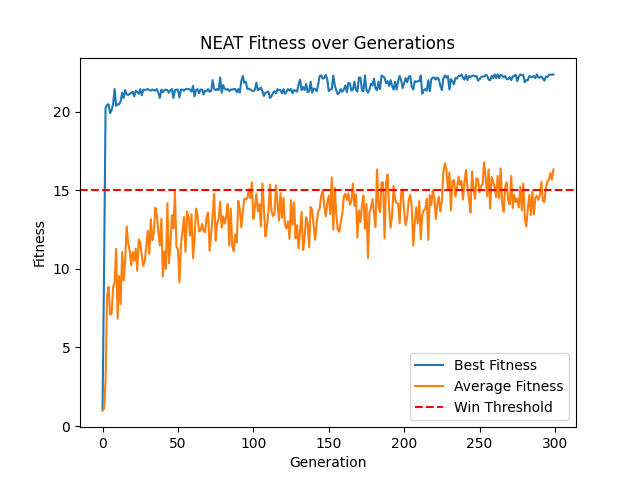 NEAT Fitness over Generations
Fitness
20
15
10
5
0
0 50 100 150 200 250 300
Generation
Best Fitness
Average Fitness
Win Threshold